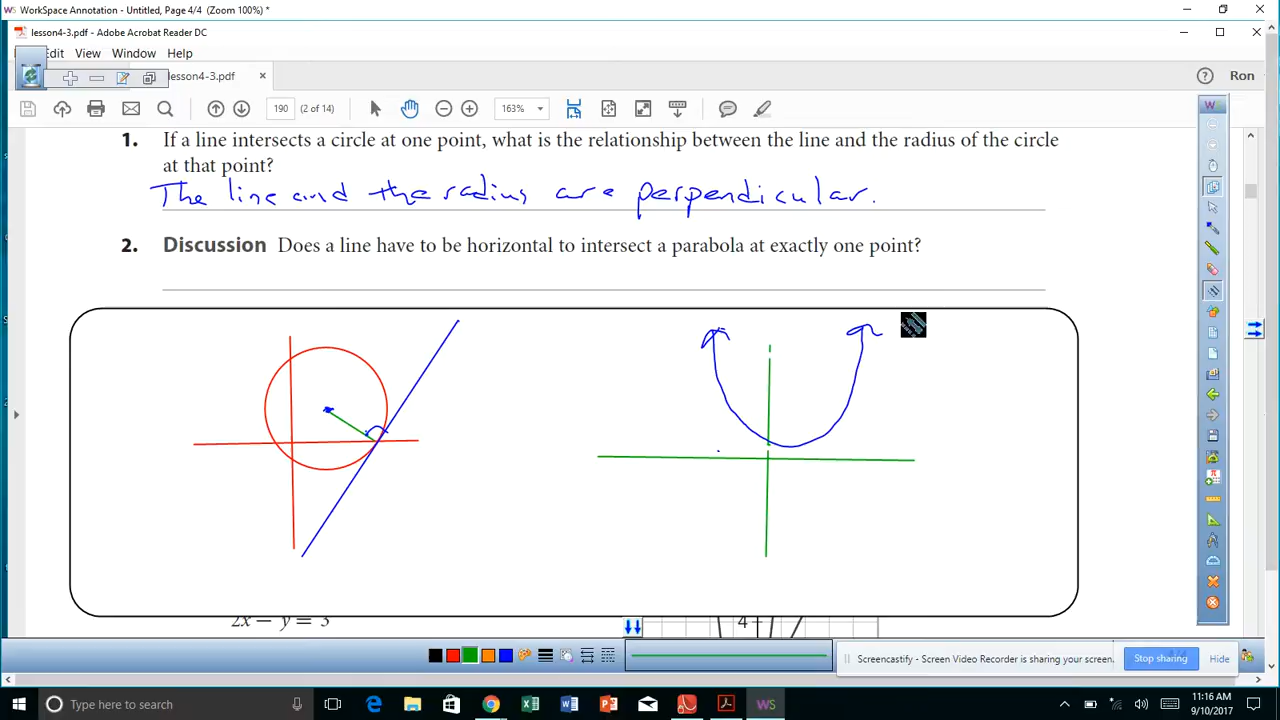 WorkSpace Annotation - Untitled, Page 4/4 (Zoom 100%) *
lesson4-3.pdf - Adobe Acrobat Reader DC
Edit View Window Help
lesson4-3.pdf
Ron
190 (2 of 14) 163%
1. If a line intersects a circle at one point, what is the relationship between the line and the radius of the circle
at that point?
The line and the radius are perpendicular.
2. Discussion Does a line have to be horizontal to intersect a parabola at exactly one point?
2x − y = 3
4
Screencastify - Screen Video Recorder is sharing your screen.
Stop sharing
Hide
Type here to search
11:16 AM
9/10/2017